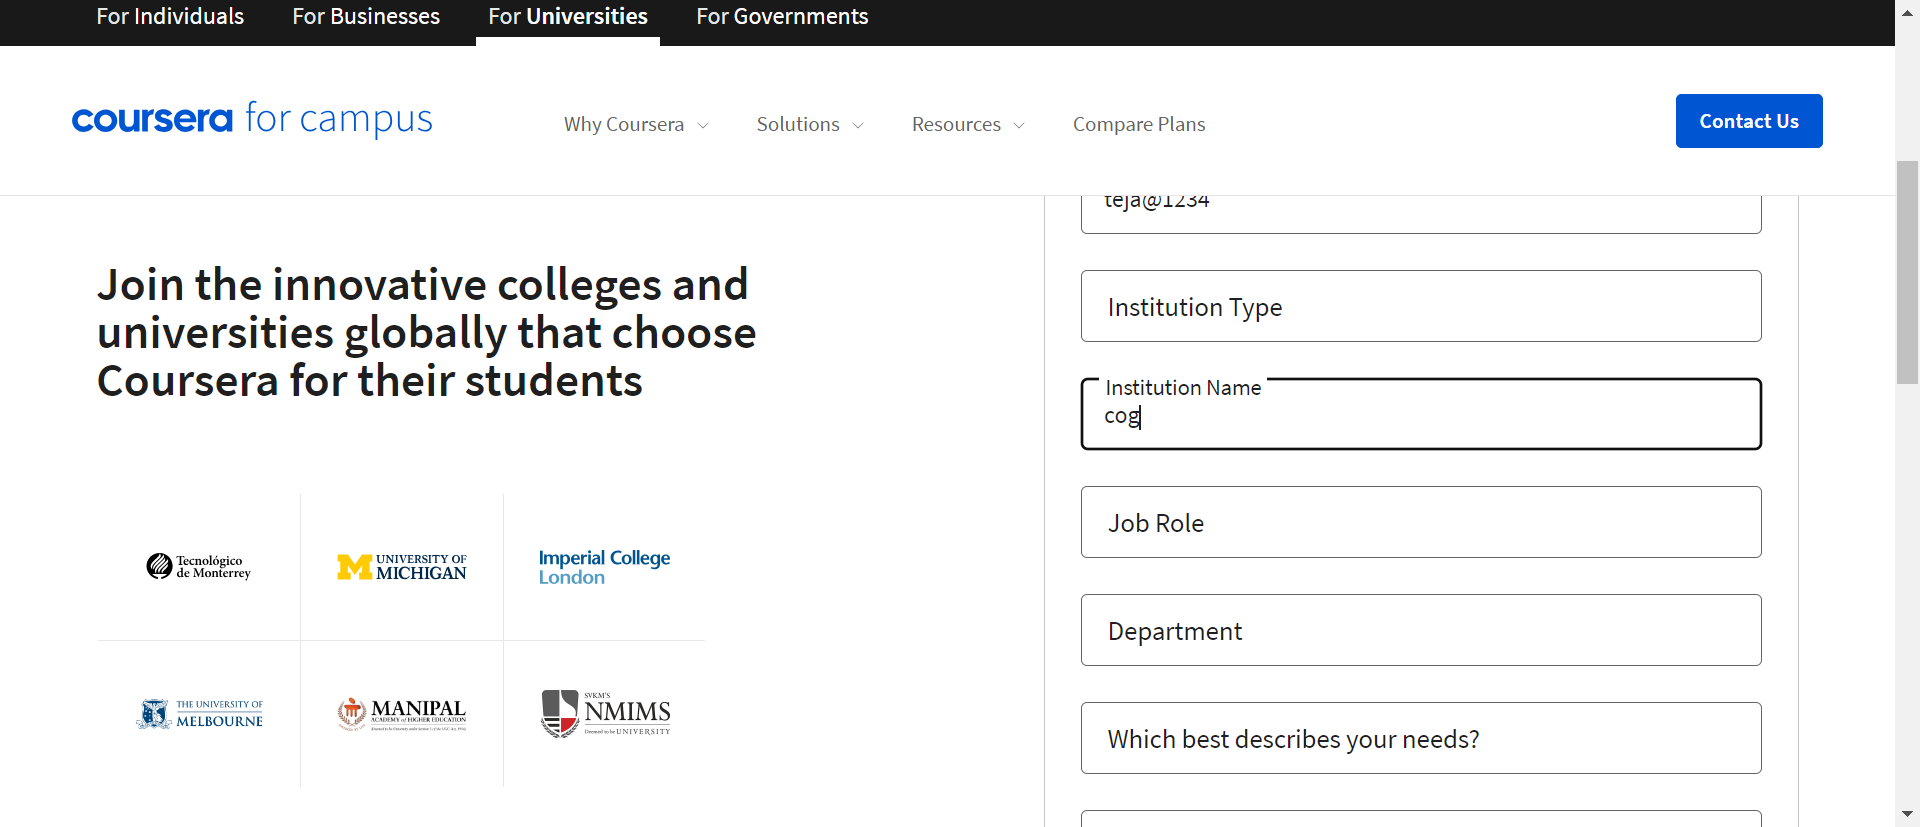 For Individuals
For Businesses
For Universities
For Governments
coursera for campus
Why Coursera
Solutions
Resources
Compare Plans
Contact Us
Join the innovative colleges and
universities globally that choose
Coursera for their students
Tecnológico
de Monterrey
M UNIVERSITY OF
MICHIGAN
Imperial College
London
THE UNIVERSITY OF
MELBOURNE
MANIPAL
ACADEMY of HIGHER EDUCATION
SVKM'S
NMIMS
Deemed to be UNIVERSITY
teja@1234
Institution Type
Institution Name
cog
Job Role
Department
Which best describes your needs?